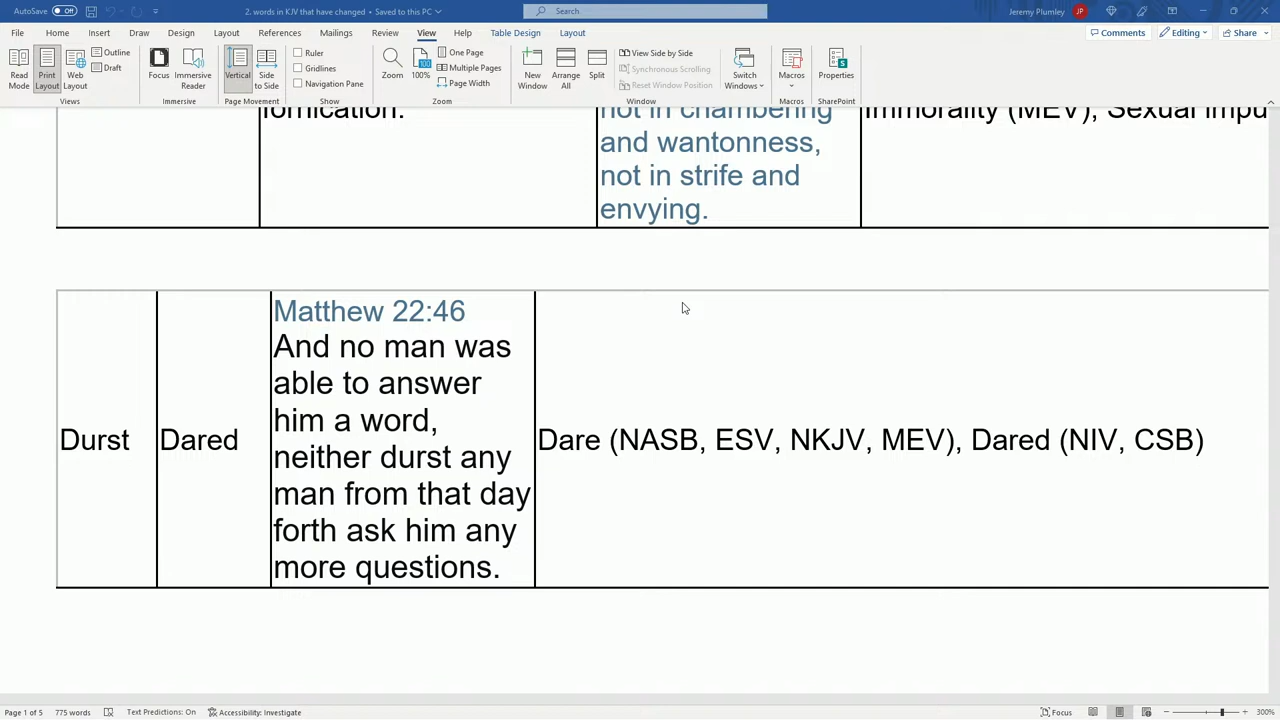 AutoSave Off 2. words in KJV that have changed • Saved to this PC Search Jeremy Plumley JP
File Home Insert Draw Design Layout References Mailings Review View Help Table Design Layout Comments Editing Share
Read Mode Print Layout Web Layout Outline Draft Focus Immersive Reader Vertical Side to Side Ruler Gridlines Navigation Pane Zoom 100% One Page Multiple Pages Page Width New Window Arrange All Split View Side by Side Synchronous Scrolling Reset Window Position Switch Windows Macros Properties
Views Immersive Page Movement Show Zoom Window Macros SharePoint
fornication. not in chambering Immorality (MEV), Sexual impu
and wantonness,
not in strife and
envying.
Matthew 22:46
And no man was
able to answer
him a word,
Durst Dared Dare (NASB, ESV, NKJV, MEV), Dared (NIV, CSB)
neither durst any
man from that day
forth ask him any
more questions.
Page 1 of 5 775 words Text Predictions: On Accessibility: Investigate Focus 300%